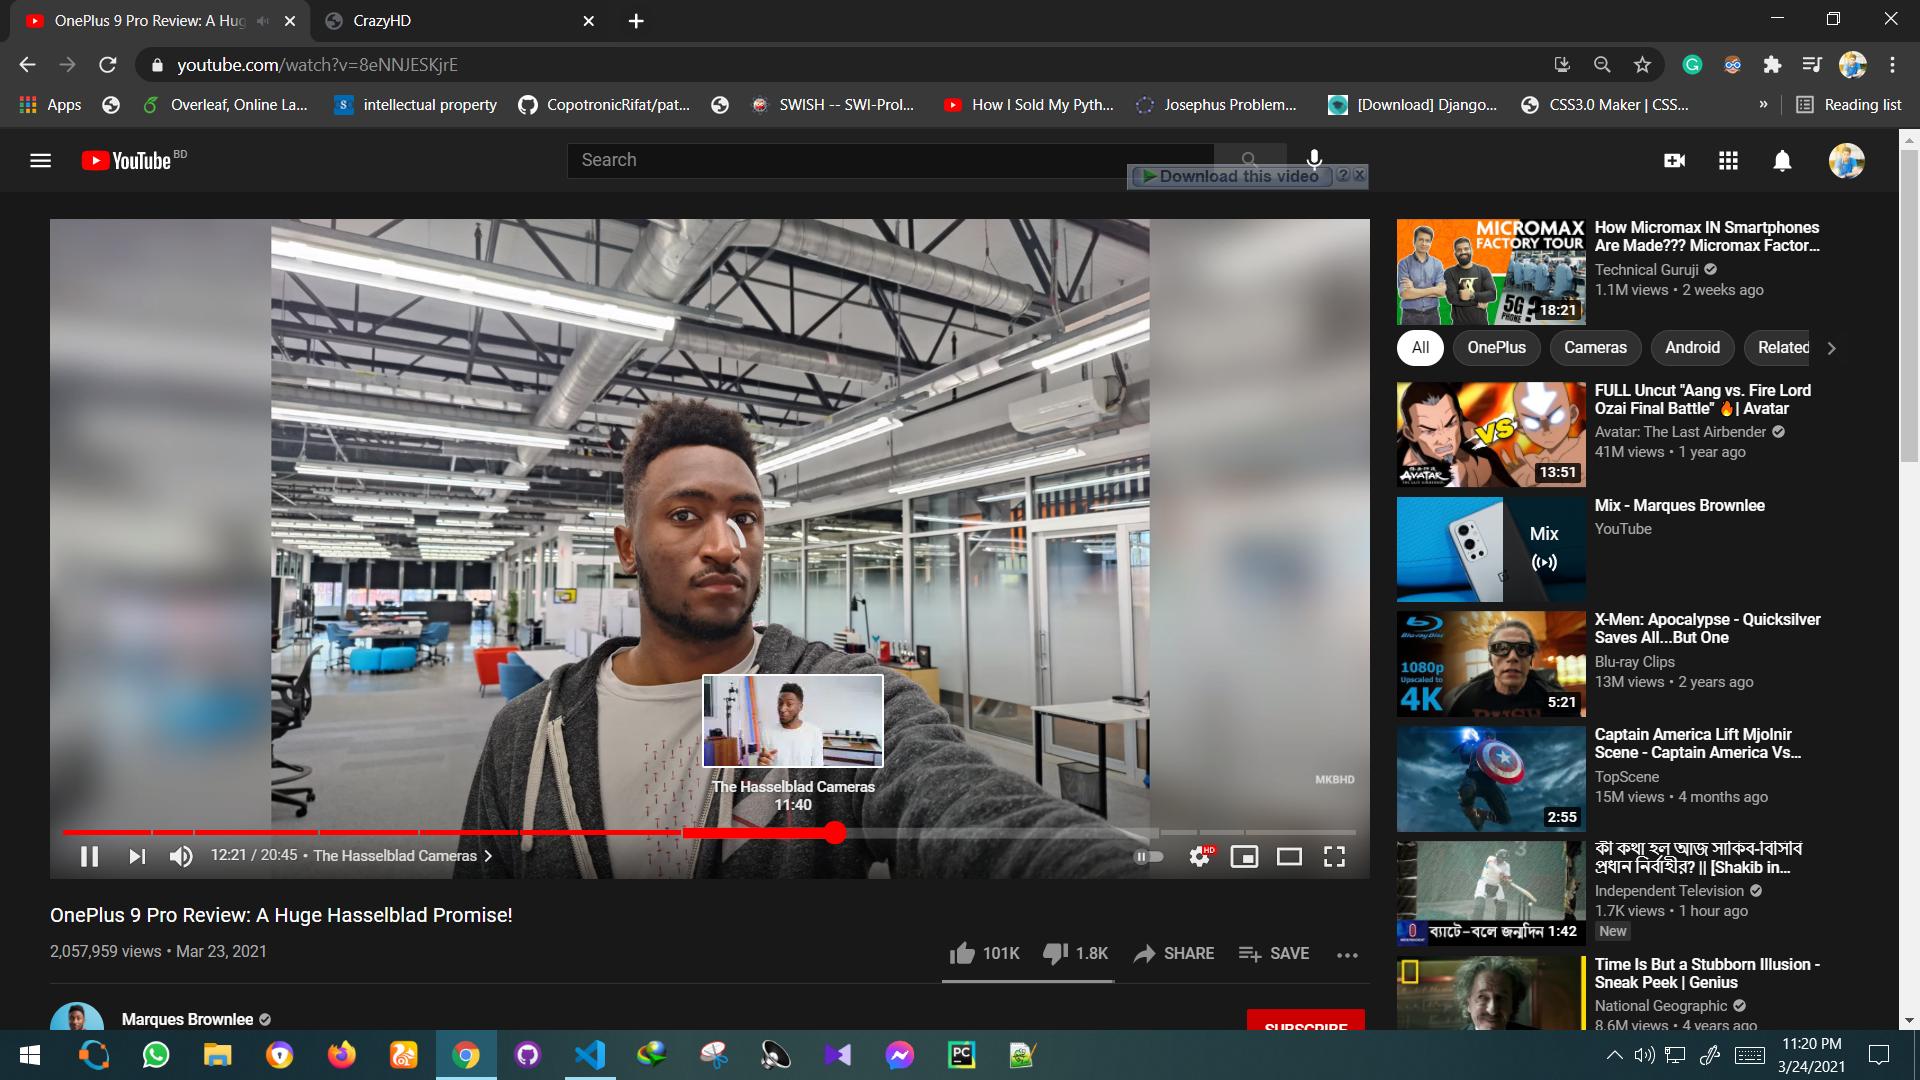 OnePlus 9 Pro Review: A Hug
CrazyHD
youtube.com/watch?v=8eNNJESKjrE
Apps
Overleaf, Online La...
intellectual property
CopotronicRifat/pat...
SWISH -- SWI-Prol...
How I Sold My Pyth...
Josephus Problem...
[Download] Django...
CSS3.0 Maker | CSS...
»
Reading list
YouTube BD
Search
Download this video
MKBHD
The Hasselblad Cameras
11:40
12:21 / 20:45 • The Hasselblad Cameras
HD
OnePlus 9 Pro Review: A Huge Hasselblad Promise!
2,057,959 views • Mar 23, 2021
101K
1.8K
SHARE
SAVE
Marques Brownlee
SUBSCRIBE
MICROMAX
FACTORY TOUR
5G
PHONE ?
18:21
How Micromax IN Smartphones
Are Made??? Micromax Factor...
Technical Guruji
1.1M views • 2 weeks ago
All
OnePlus
Cameras
Android
Related
VS
AVATAR
13:51
FULL Uncut "Aang vs. Fire Lord
Ozai Final Battle" 🔥| Avatar
Avatar: The Last Airbender
41M views • 1 year ago
Mix
Mix - Marques Brownlee
YouTube
Blu-ray Disc
1080p
Upscaled to
4K
5:21
X-Men: Apocalypse - Quicksilver
Saves All...But One
Blu-ray Clips
13M views • 2 years ago
2:55
Captain America Lift Mjolnir
Scene - Captain America Vs...
TopScene
15M views • 4 months ago
ব্যাটে-বলে জন্মদিন 1:42
কী কথা হল আজ সাকিব-বিসিবি
প্রধান নির্বাহীর? || [Shakib in...
Independent Television
1.7K views • 1 hour ago
New
Time Is But a Stubborn Illusion -
Sneak Peek | Genius
National Geographic
8.6M views • 4 years ago
PC
11:20 PM
3/24/2021